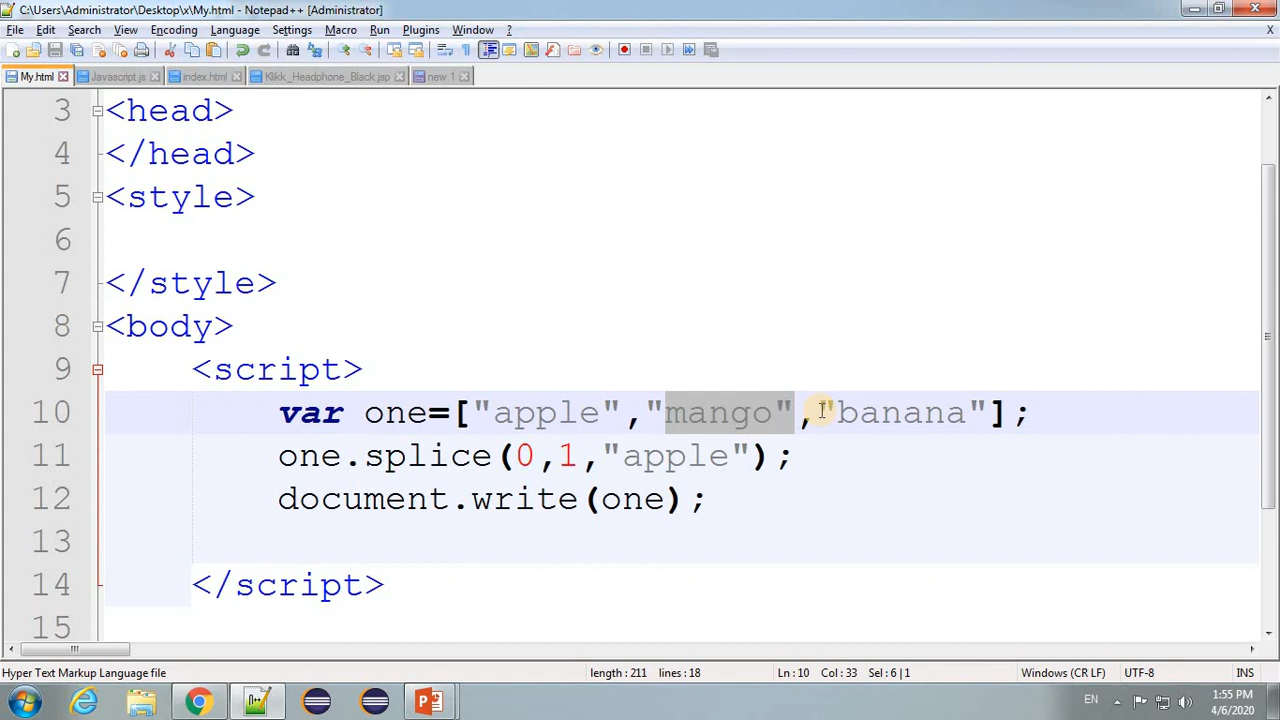 C:\Users\Administrator\Desktop\x\My.html - Notepad++ [Administrator]
File Edit Search View Encoding Language Settings Macro Run Plugins Window ? X
My.html Javascript.js index.html Klikk_Headphone_Black.jsp new 1
3 <head>
4 </head>
5 <style>
6
7 </style>
8 <body>
9 <script>
10 var one=["apple","mango","banana"];
11 one.splice(0,1,"apple");
12 document.write(one);
13
14 </script>
15
Hyper Text Markup Language file length : 211 lines : 18 Ln : 10 Col : 33 Sel : 6 | 1 Windows (CR LF) UTF-8 INS
EN 1:55 PM
4/6/2020